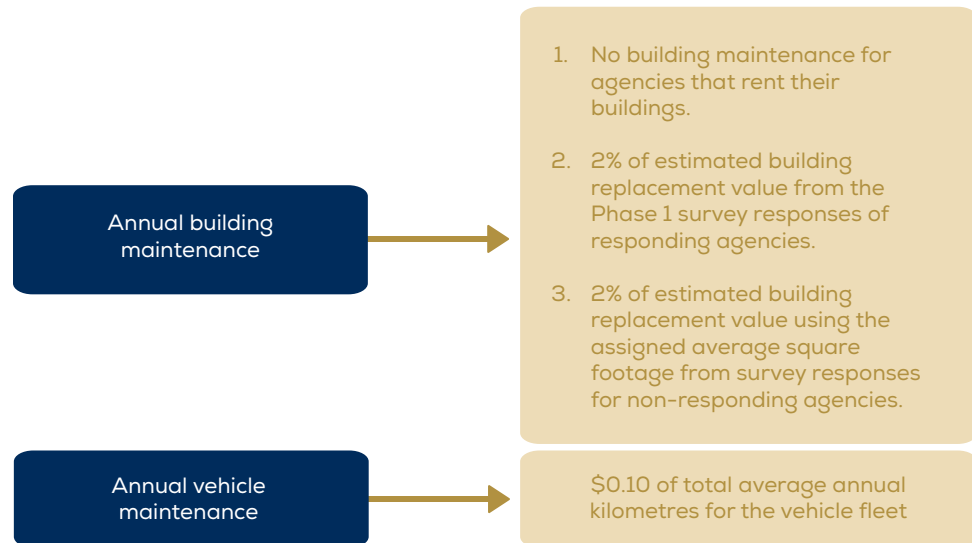 Annual building
maintenance
1. No building maintenance for
agencies that rent their
buildings.
2. 2% of estimated building
replacement value from the
Phase 1 survey responses of
responding agencies.
3. 2% of estimated building
replacement value using the
assigned average square
footage from survey responses
for non-responding agencies.
Annual vehicle
maintenance
$0.10 of total average annual
kilometres for the vehicle fleet